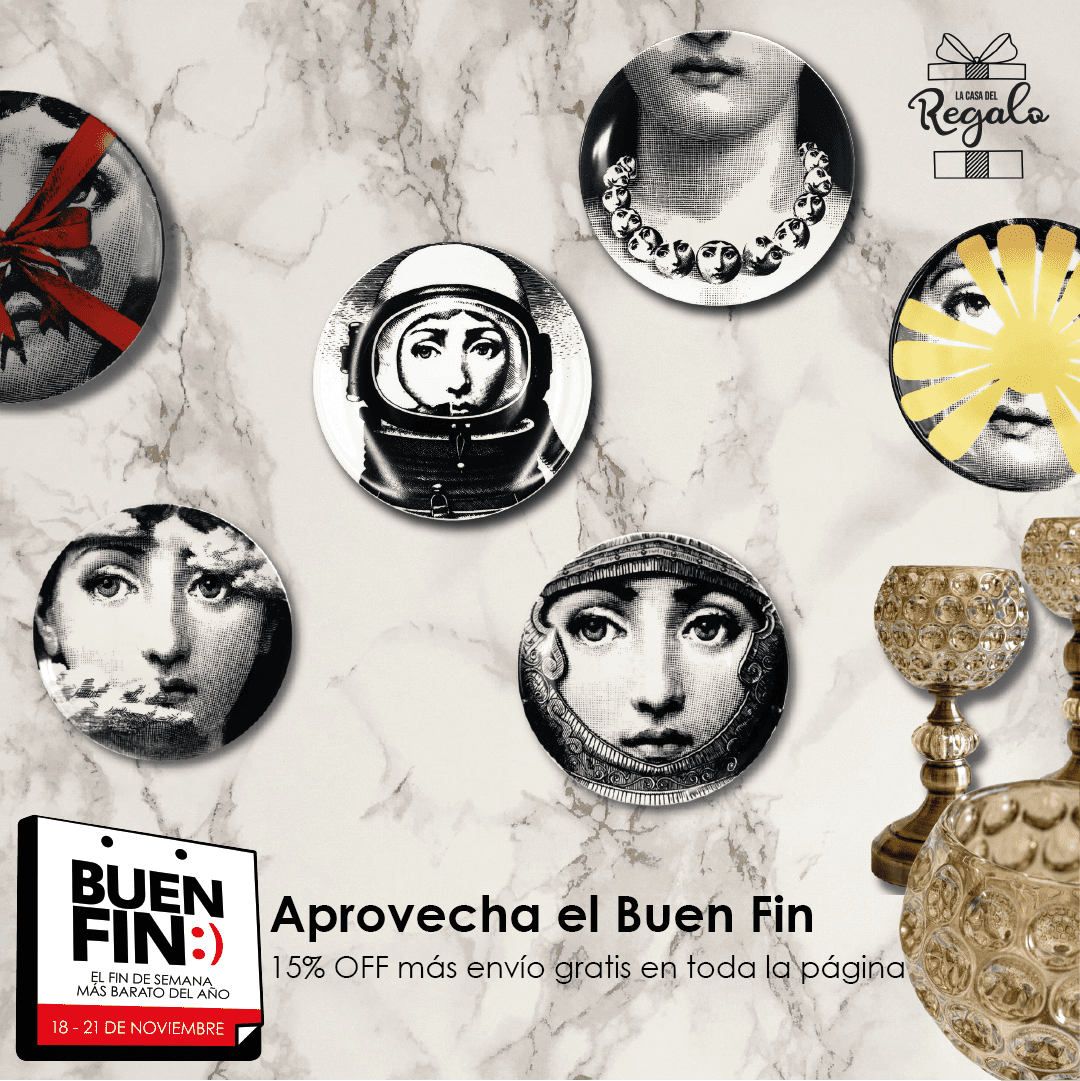 LA CASA DEL
Regalo
BUEN
FIN:)
EL FIN DE SEMANA
MÁS BARATO DEL AÑO
18 - 21 DE NOVIEMBRE
Aprovecha el Buen Fin
15% OFF más envío gratis en toda la página